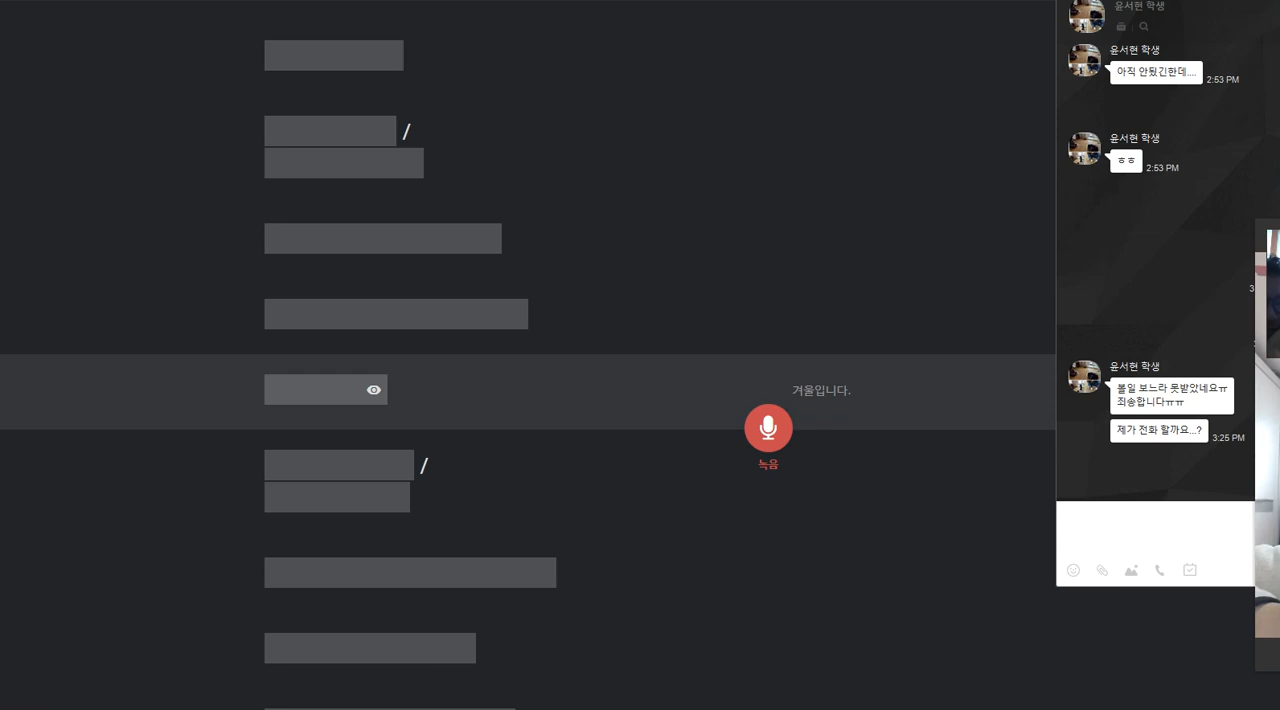 /
겨울입니다.
/
녹음
윤서현 학생
윤서현 학생
아직 안됐긴한데....
2:53 PM
윤서현 학생
ㅎㅎ
2:53 PM
3
윤서현 학생
볼일 보느라 못받았네요ㅠ
죄송합니다ㅠㅠ
제가 전화 할까요...?
3:25 PM